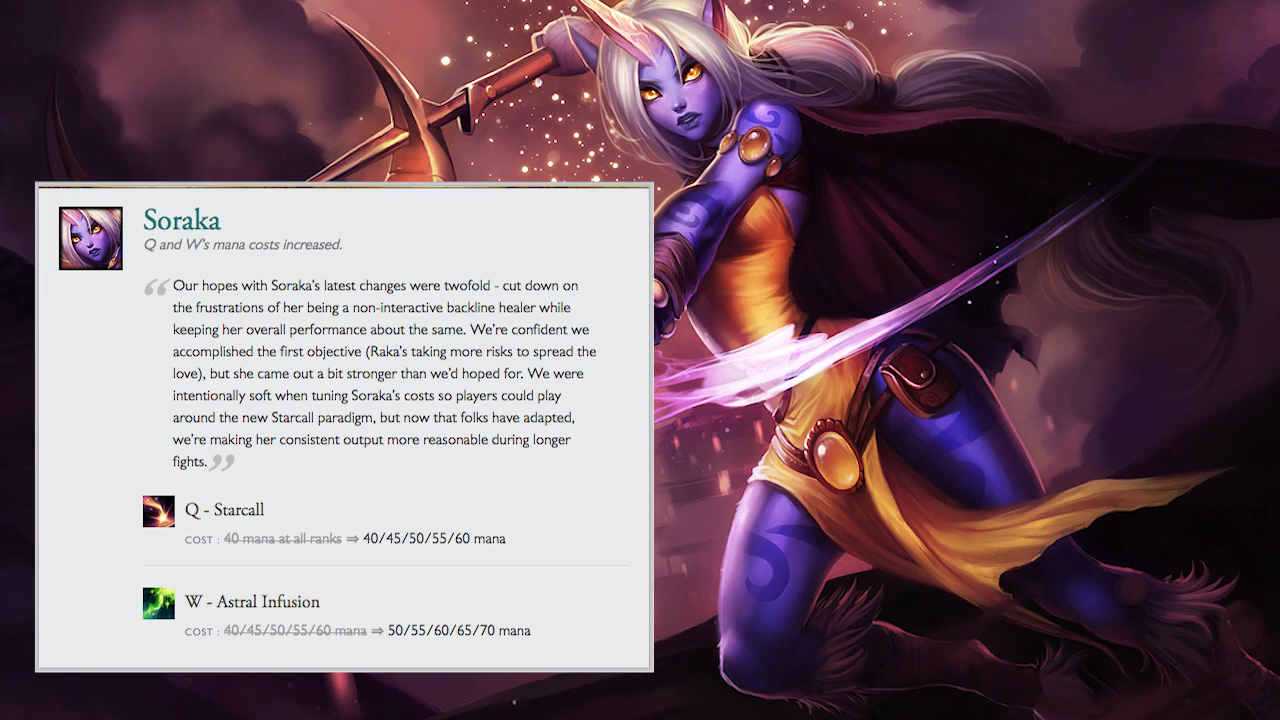 Soraka
Q and W's mana costs increased.
“ Our hopes with Soraka's latest changes were twofold - cut down on
the frustrations of her being a non-interactive backline healer while
keeping her overall performance about the same. We're confident we
accomplished the first objective (Raka's taking more risks to spread the
love), but she came out a bit stronger than we'd hoped for. We were
intentionally soft when tuning Soraka's costs so players could play
around the new Starcall paradigm, but now that folks have adapted,
we're making her consistent output more reasonable during longer
fights. ”
Q - Starcall
COST : 40 mana at all ranks ⇒ 40/45/50/55/60 mana
W - Astral Infusion
COST : 40/45/50/55/60 mana ⇒ 50/55/60/65/70 mana